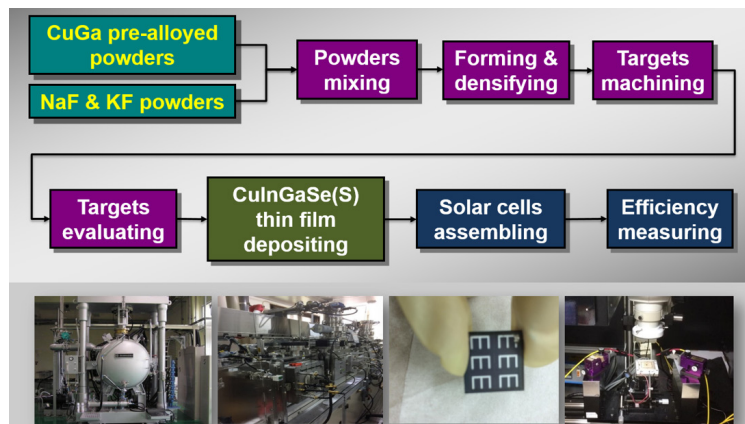 CuGa pre-alloyed
powders
NaF & KF powders
Powders
mixing
Forming &
densifying
Targets
machining
Targets
evaluating
CuInGaSe(S)
thin film
depositing
Solar cells
assembling
Efficiency
measuring